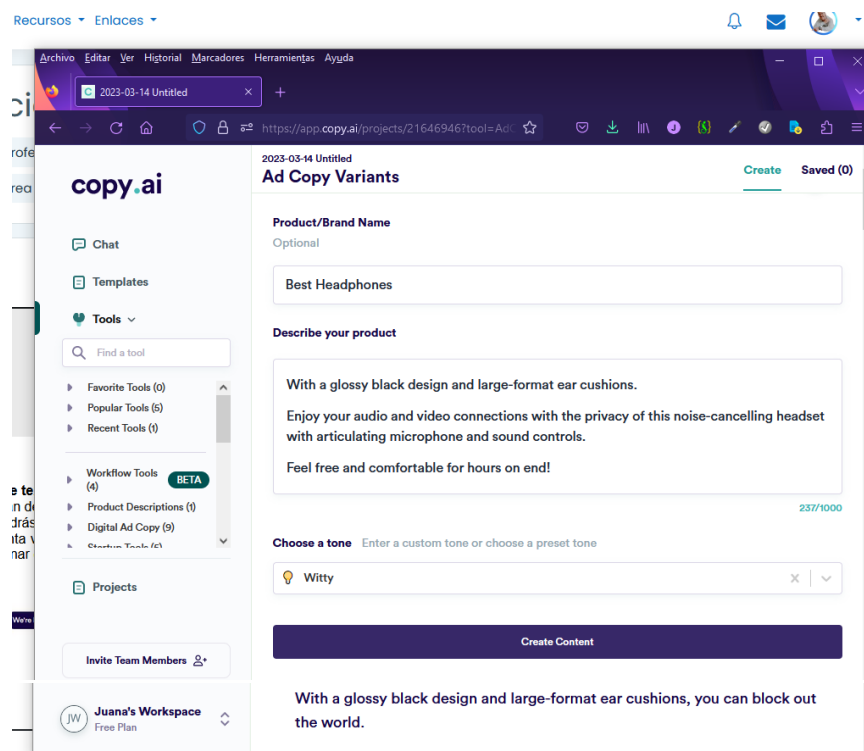 Recursos Enlaces
Archivo Editar Ver Historial Marcadores Herramientas Ayuda
2023-03-14 Untitled
https://app.copy.ai/projects/21646946?tool=Ad
copy.ai
Chat
Templates
Tools
Find a tool
Favorite Tools (0)
Popular Tools (5)
Recent Tools (1)
Workflow Tools
(4)
BETA
Product Descriptions (1)
Digital Ad Copy (9)
Startup Tools (5)
Projects
Invite Team Members
JW
Juana's Workspace
Free Plan
2023-03-14 Untitled
Ad Copy Variants
Create Saved (0)
Product/Brand Name
Optional
Best Headphones
Describe your product
With a glossy black design and large-format ear cushions.
Enjoy your audio and video connections with the privacy of this noise-cancelling headset
with articulating microphone and sound controls.
Feel free and comfortable for hours on end!
237/1000
Choose a tone Enter a custom tone or choose a preset tone
Witty
Create Content
With a glossy black design and large-format ear cushions, you can block out
the world.
We're